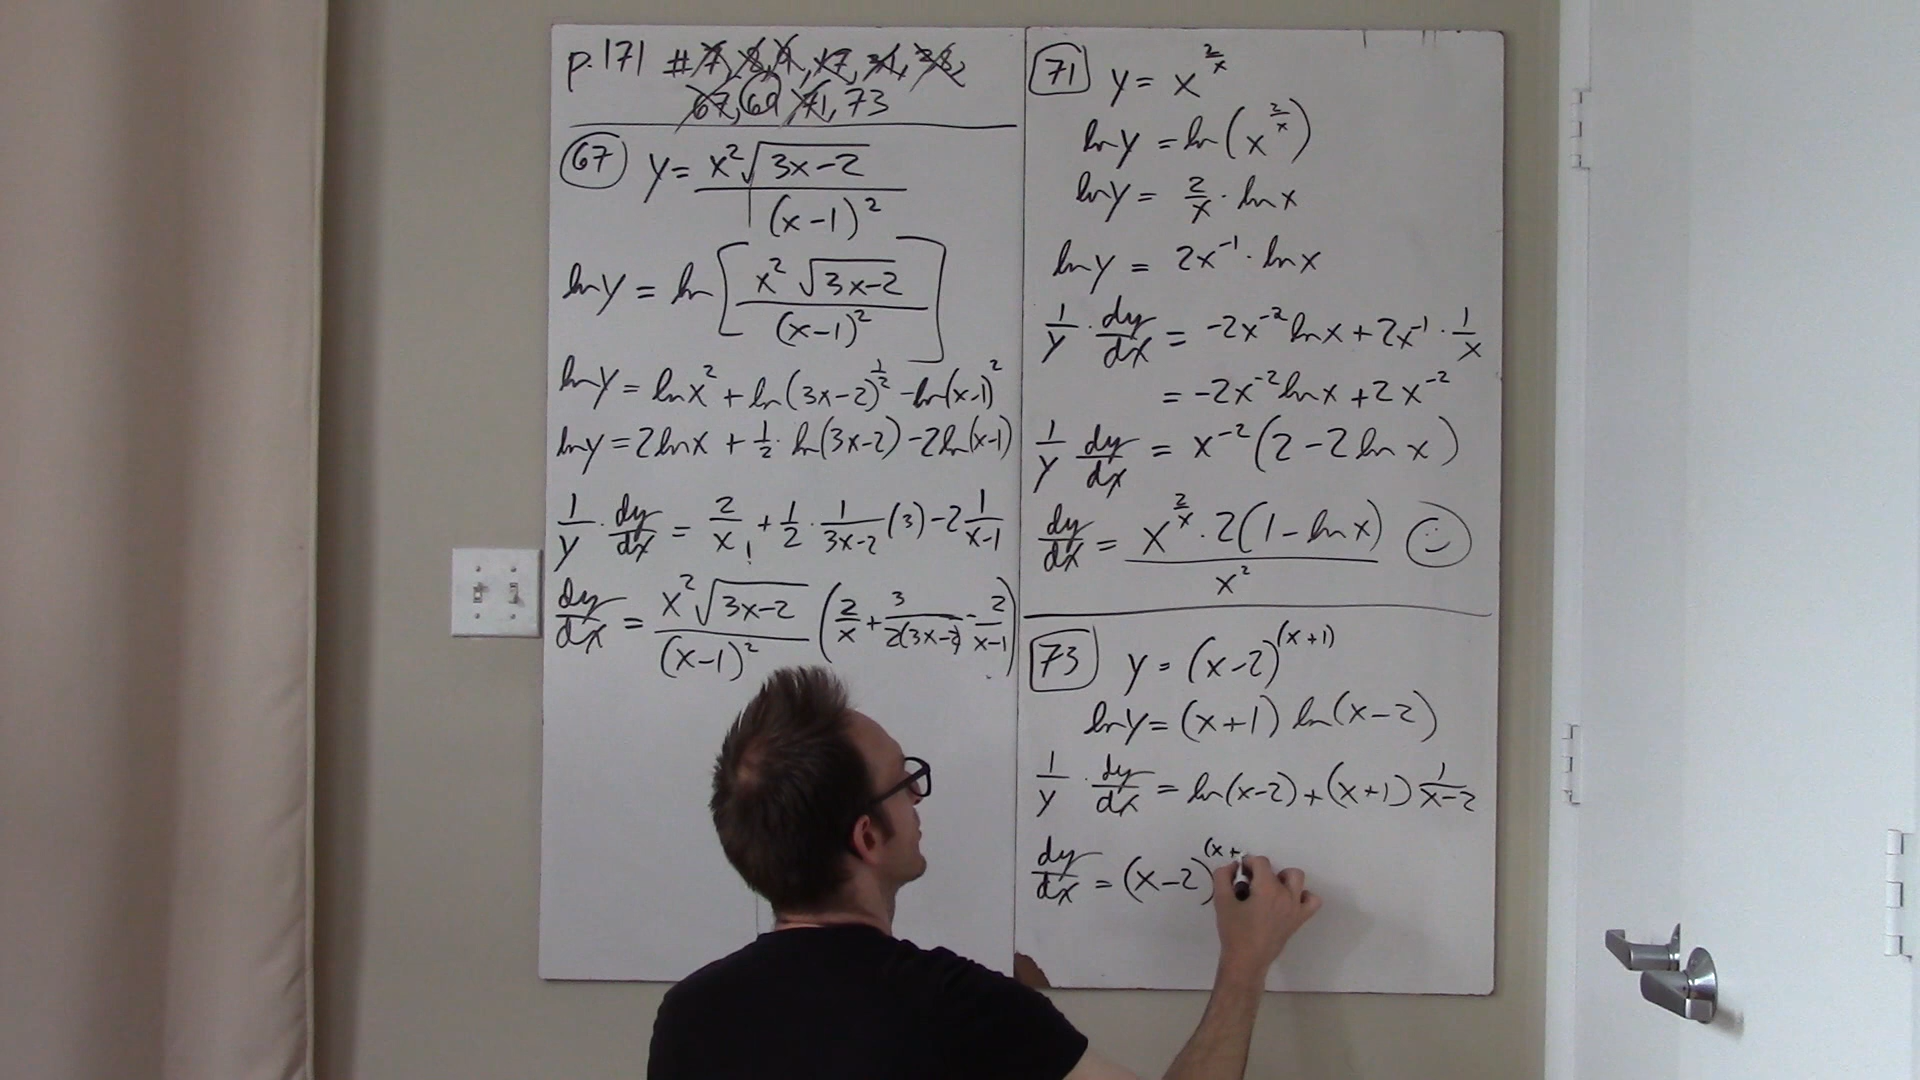 p.171 #7, 8, 9, 17, 31, 38,
67, 69, 71, 73
67 y = x²√(3x-2) / (x-1)²
ln y = ln [ x²√(3x-2) / (x-1)² ]
ln y = ln x² + ln(3x-2)^(1/2) - ln(x-1)²
ln y = 2 ln x + 1/2 · ln(3x-2) - 2 ln(x-1)
1/y · dy/dx = 2/x + 1/2 · 1/(3x-2) (3) - 2 1/(x-1)
dy/dx = x²√(3x-2) / (x-1)² ( 2/x + 3/(2(3x-2)) - 2/(x-1) )
71 y = x^(2/x)
ln y = ln ( x^(2/x) )
ln y = 2/x · ln x
ln y = 2x⁻¹ · ln x
1/y · dy/dx = -2x⁻² ln x + 2x⁻¹ · 1/x
= -2x⁻² ln x + 2x⁻²
1/y dy/dx = x⁻² (2 - 2 ln x)
dy/dx = x^(2/x) · 2(1 - ln x) / x²
73 y = (x-2)^(x+1)
ln y = (x+1) ln(x-2)
1/y · dy/dx = ln(x-2) + (x+1) 1/(x-2)
dy/dx = (x-2)^(x+